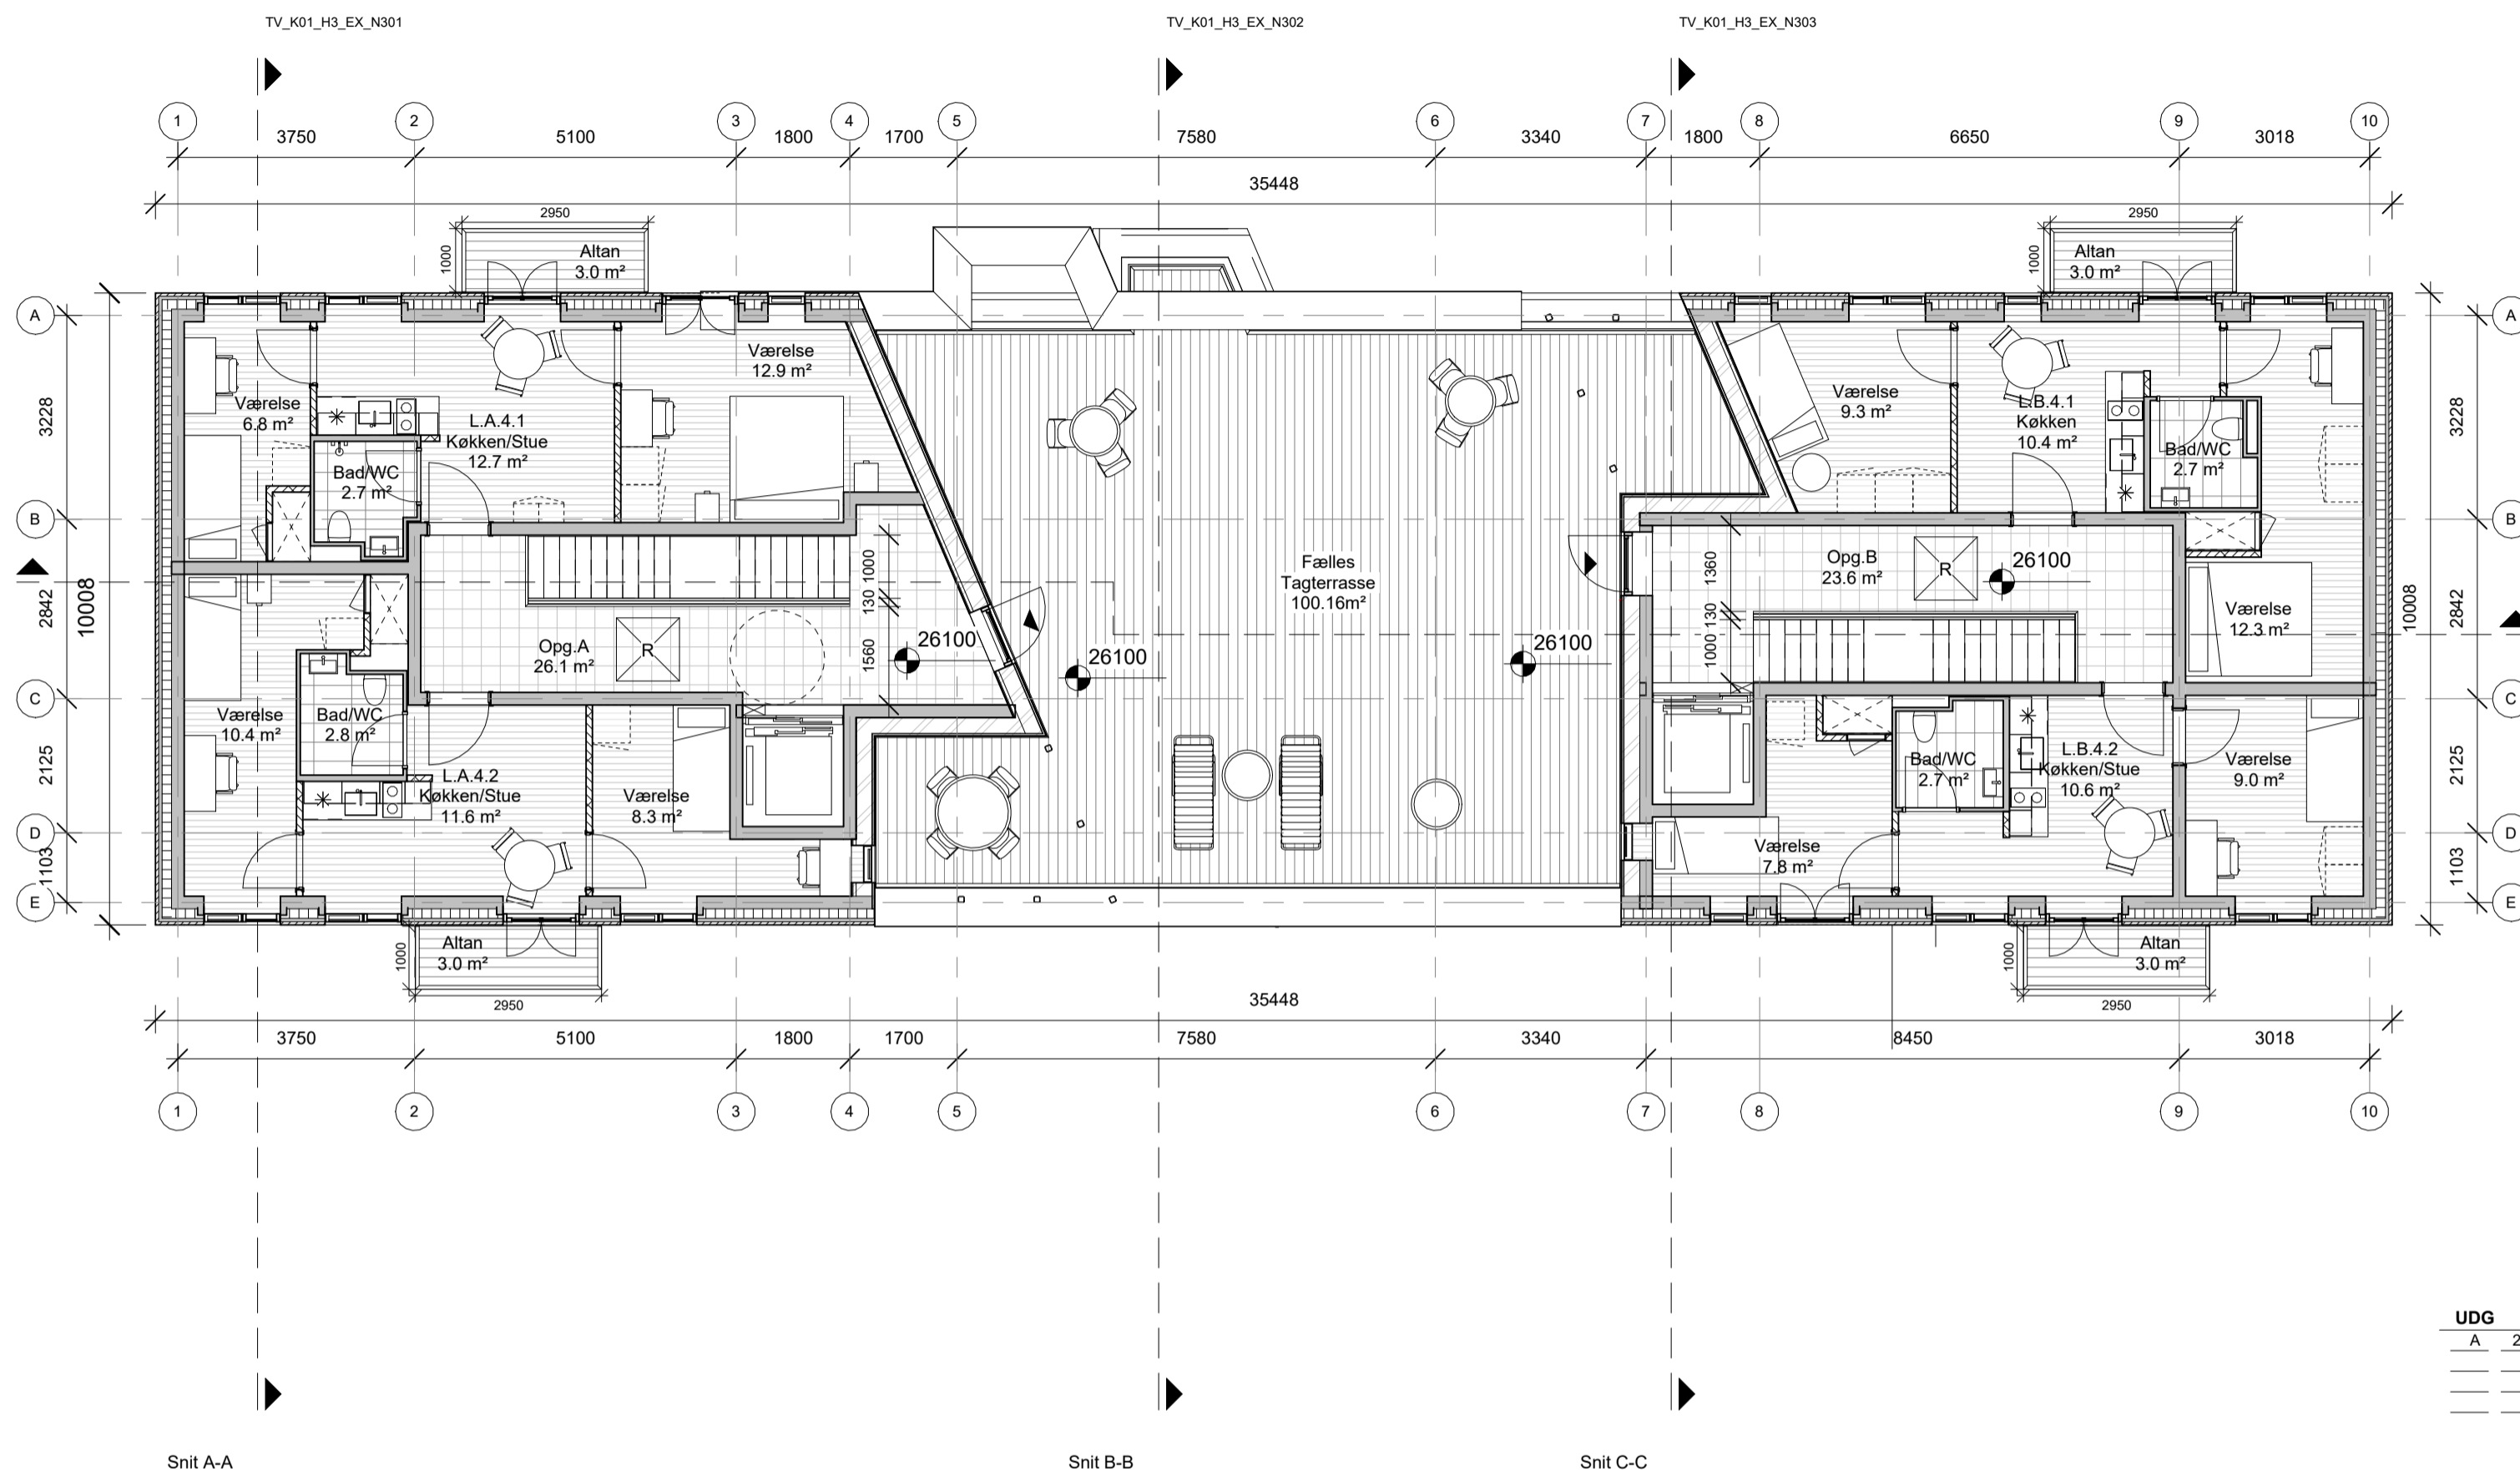 TV_K01_H3_EX_N301
TV_K01_H3_EX_N302
TV_K01_H3_EX_N303
1 2 3 4 5 6 7 8 9 10
3750 5100 1800 1700 7580 3340 1800 6650 3018
35448
2950
1000
Altan
3.0 m²
2950
1000
Altan
3.0 m²
A
B
C
D
E
3228
2842
2125
1103
10008
Værelse
6.8 m²
L.A.4.1
Køkken/Stue
12.7 m²
Bad/WC
2.7 m²
Værelse
12.9 m²
Opg.A
26.1 m²
R
1000
130
1560
26100
26100
Værelse
10.4 m²
Bad/WC
2.8 m²
L.A.4.2
Køkken/Stue
11.6 m²
Værelse
8.3 m²
Fælles
Tagterrasse
100.16m²
26100
Værelse
9.3 m²
L.B.4.1
Køkken
10.4 m²
Bad/WC
2.7 m²
Opg.B
23.6 m²
R
26100
1360
130
1000
Værelse
12.3 m²
Bad/WC
2.7 m²
L.B.4.2
Køkken/Stue
10.6 m²
Værelse
9.0 m²
Værelse
7.8 m²
A
B
C
D
E
3228
2842
2125
1103
10008
Altan
3.0 m²
1000
2950
Altan
3.0 m²
1000
2950
35448
3750 5100 1800 1700 7580 3340 8450 3018
1 2 3 4 5 6 7 8 9 10
UDG
A 2
Snit A-A
Snit B-B
Snit C-C